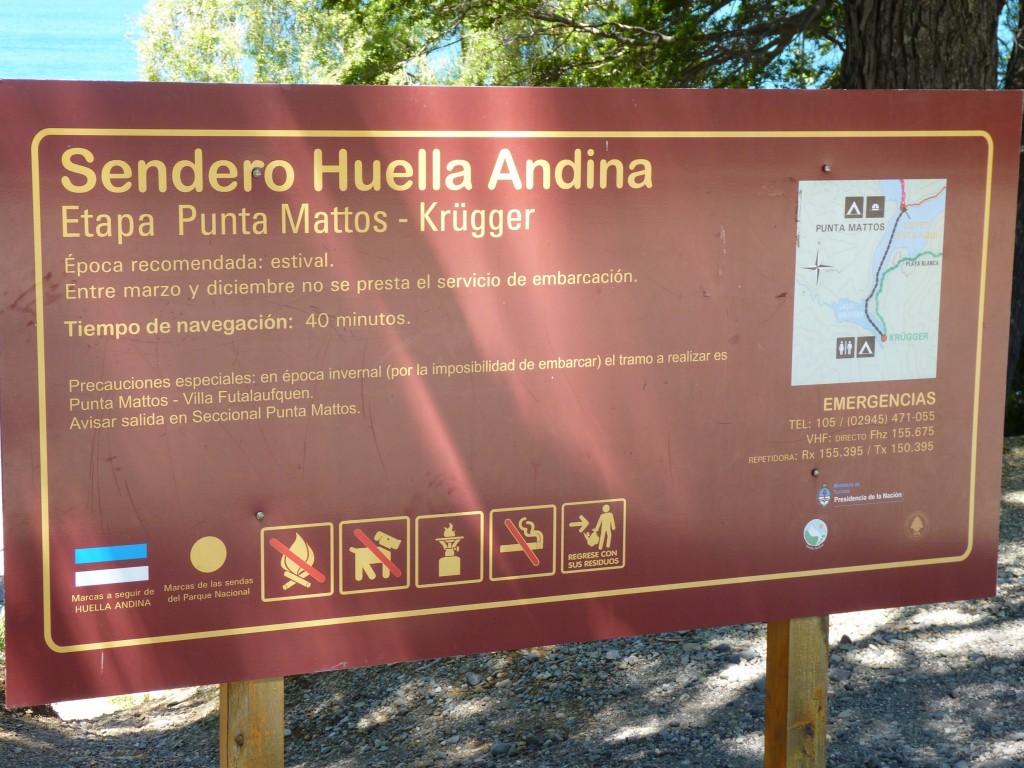 Sendero Huella Andina
Etapa Punta Mattos - Krügger
Época recomendada: estival.
Entre marzo y diciembre no se presta el servicio de embarcación.
Tiempo de navegación: 40 minutos.
Precauciones especiales: en época invernal (por la imposibilidad de embarcar) el tramo a realizar es
Punta Mattos - Villa Futalaufquen.
Avisar salida en Seccional Punta Mattos.
PUNTA MATTOS
PLAYA BLANCA
KRÜGGER
EMERGENCIAS
TEL: 105 / (02945) 471-055
VHF: DIRECTO Fhz 155.675
REPETIDORA: Rx 155.395 / Tx 150.395
Ministerio de
Turismo
Presidencia de la Nación
Marcas a seguir de
HUELLA ANDINA
Marcas de las sendas
del Parque Nacional
REGRESE CON
SUS RESIDUOS